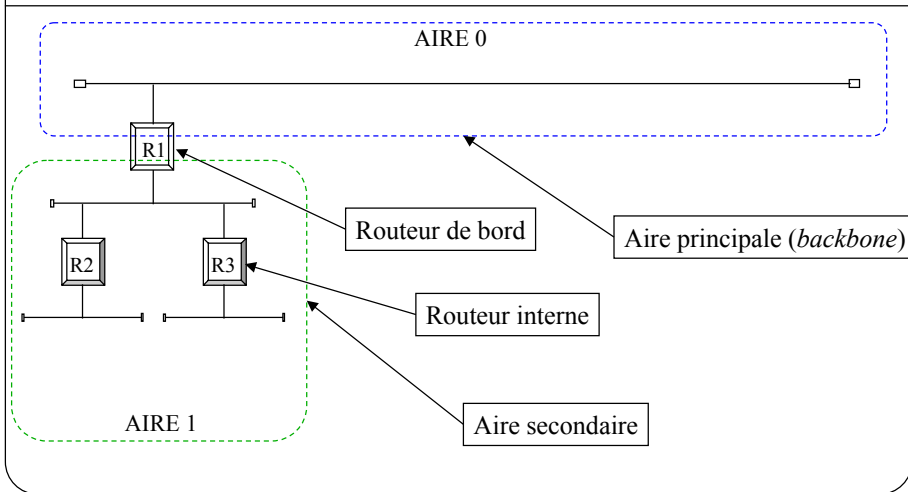 AIRE 0
R1
Routeur de bord
Aire principale (backbone)
R2
R3
Routeur interne
AIRE 1
Aire secondaire